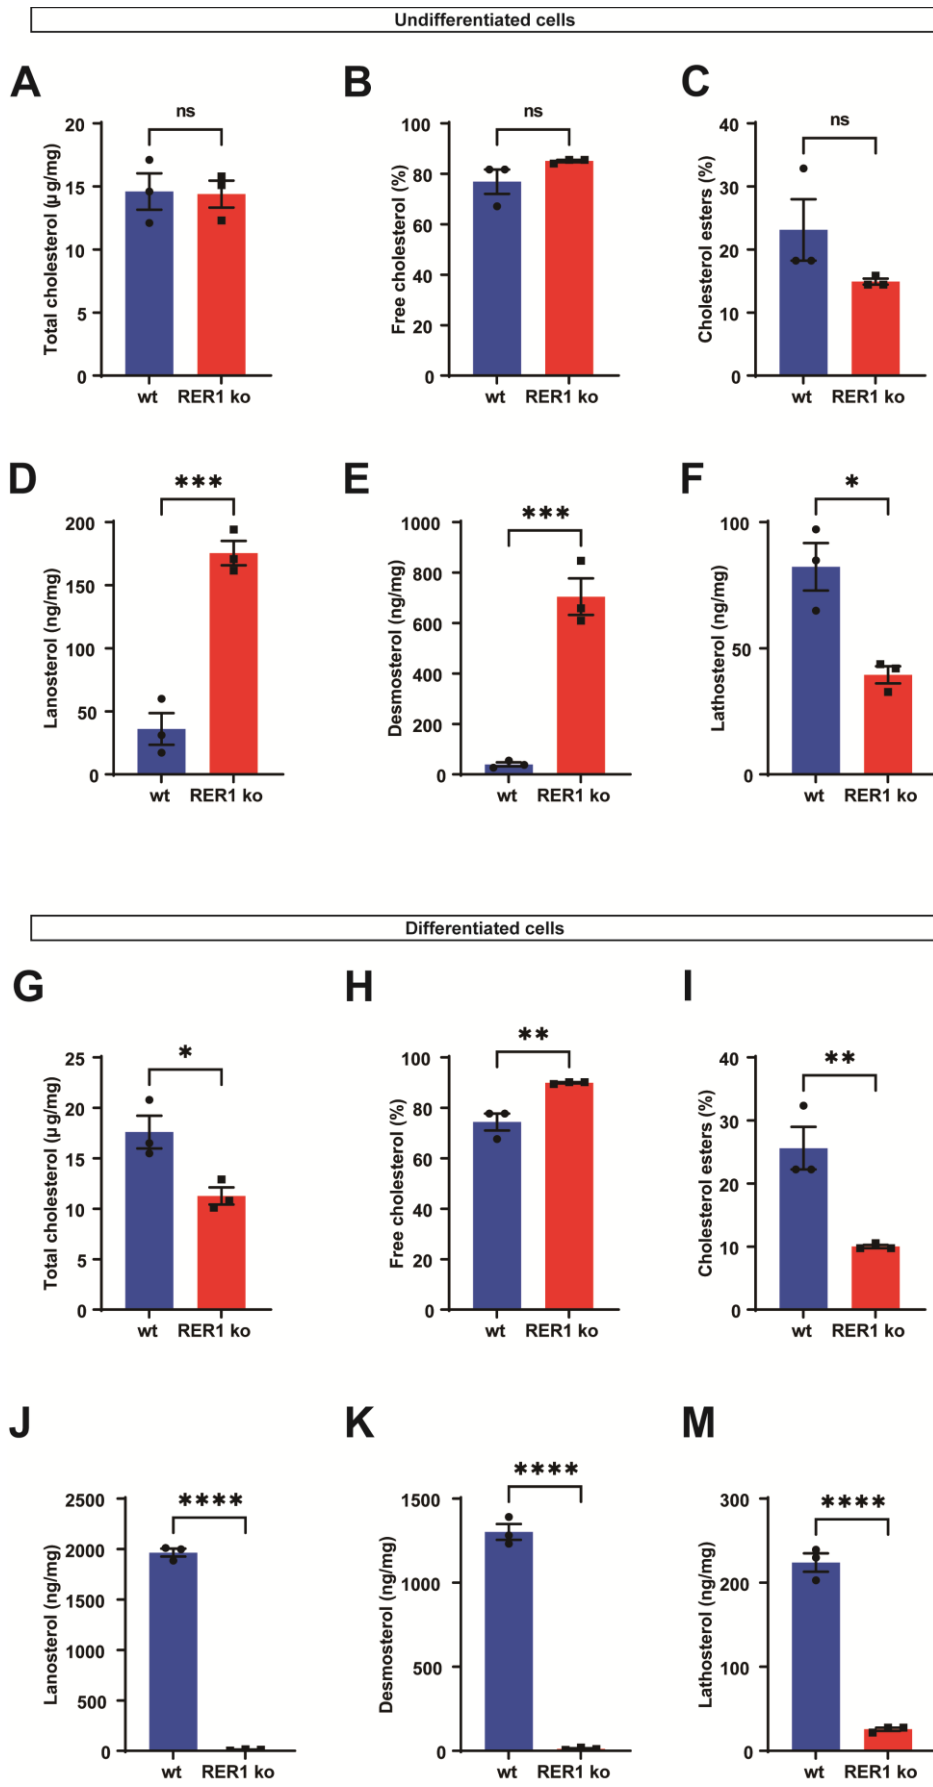 Undifferentiated cells
A
B
C
ns
ns
ns
Total cholesterol (µg/mg)
20
15
10
5
0
wt RER1 ko
Free cholesterol (%)
100
80
60
40
20
0
wt RER1 ko
Cholesterol esters (%)
40
30
20
10
0
wt RER1 ko
D
E
F
***
***
*
Lanosterol (ng/mg)
200
150
100
50
0
wt RER1 ko
Desmosterol (ng/mg)
1000
800
600
400
200
0
wt RER1 ko
Lathosterol (ng/mg)
100
50
0
wt RER1 ko
Differentiated cells
G
H
I
*
**
**
Total cholesterol (µg/mg)
25
20
15
10
5
0
wt RER1 ko
Free cholesterol (%)
100
80
60
40
20
0
wt RER1 ko
Cholesterol esters (%)
40
30
20
10
0
wt RER1 ko
J
K
M
****
****
****
Lanosterol (ng/mg)
2500
2000
1500
1000
500
0
wt RER1 ko
Desmosterol (ng/mg)
1500
1000
500
0
wt RER1 ko
Lathosterol (ng/mg)
300
200
100
0
wt RER1 ko